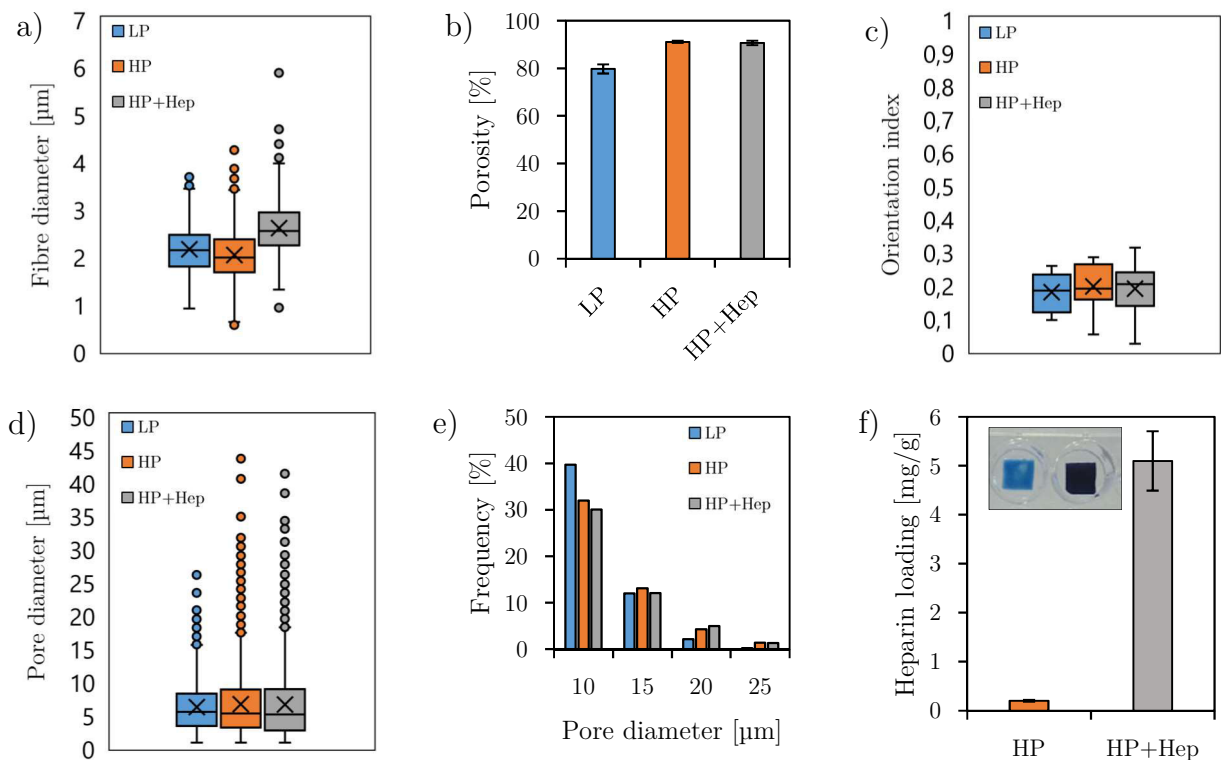 a)
Fibre diameter [µm]
7
6
5
4
3
2
1
0
LP
HP
HP+Hep
b)
Porosity [%]
100
80
60
40
20
0
LP
HP
HP+Hep
c)
Orientation index
1
0,9
0,8
0,7
0,6
0,5
0,4
0,3
0,2
0,1
0
LP
HP
HP+Hep
d)
Pore diameter [µm]
50
45
40
35
30
25
20
15
10
5
0
LP
HP
HP+Hep
e)
Frequency [%]
50
40
30
20
10
0
LP
HP
HP+Hep
10 15 20 25
Pore diameter [µm]
f)
Heparin loading [mg/g]
6
5
4
3
2
1
0
HP HP+Hep